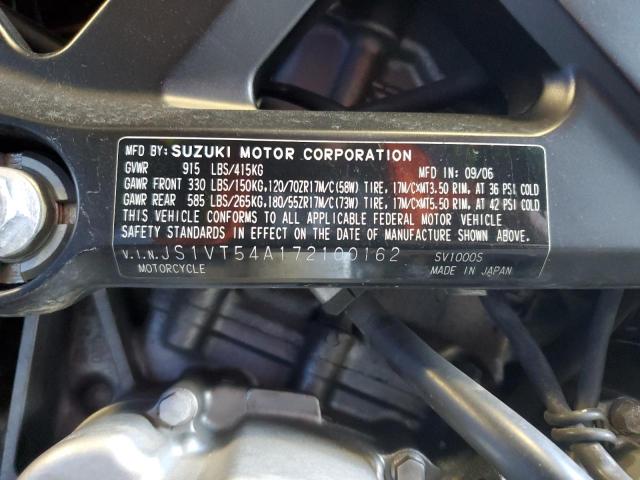 MFD BY: SUZUKI MOTOR CORPORATION
GVWR 915 LBS/415KG MFD IN: 09/06
GAWR FRONT 330 LBS/150KG,120/70ZR17M/C(58W) TIRE, 17M/CxMT3.50 RIM, AT 36 PSI COLD
GAWR REAR 585 LBS/265KG,180/55ZR17M/C(73W) TIRE, 17M/CxMT5.50 RIM, AT 42 PSI COLD
THIS VEHICLE CONFORMS TO ALL APPLICABLE FEDERAL MOTOR VEHICLE
SAFETY STANDARDS IN EFFECT ON THE DATE OF MANUFACTURE SHOWN ABOVE.
V.I.N. JS1VT54A172100162 SV1000S
MOTORCYCLE MADE IN JAPAN